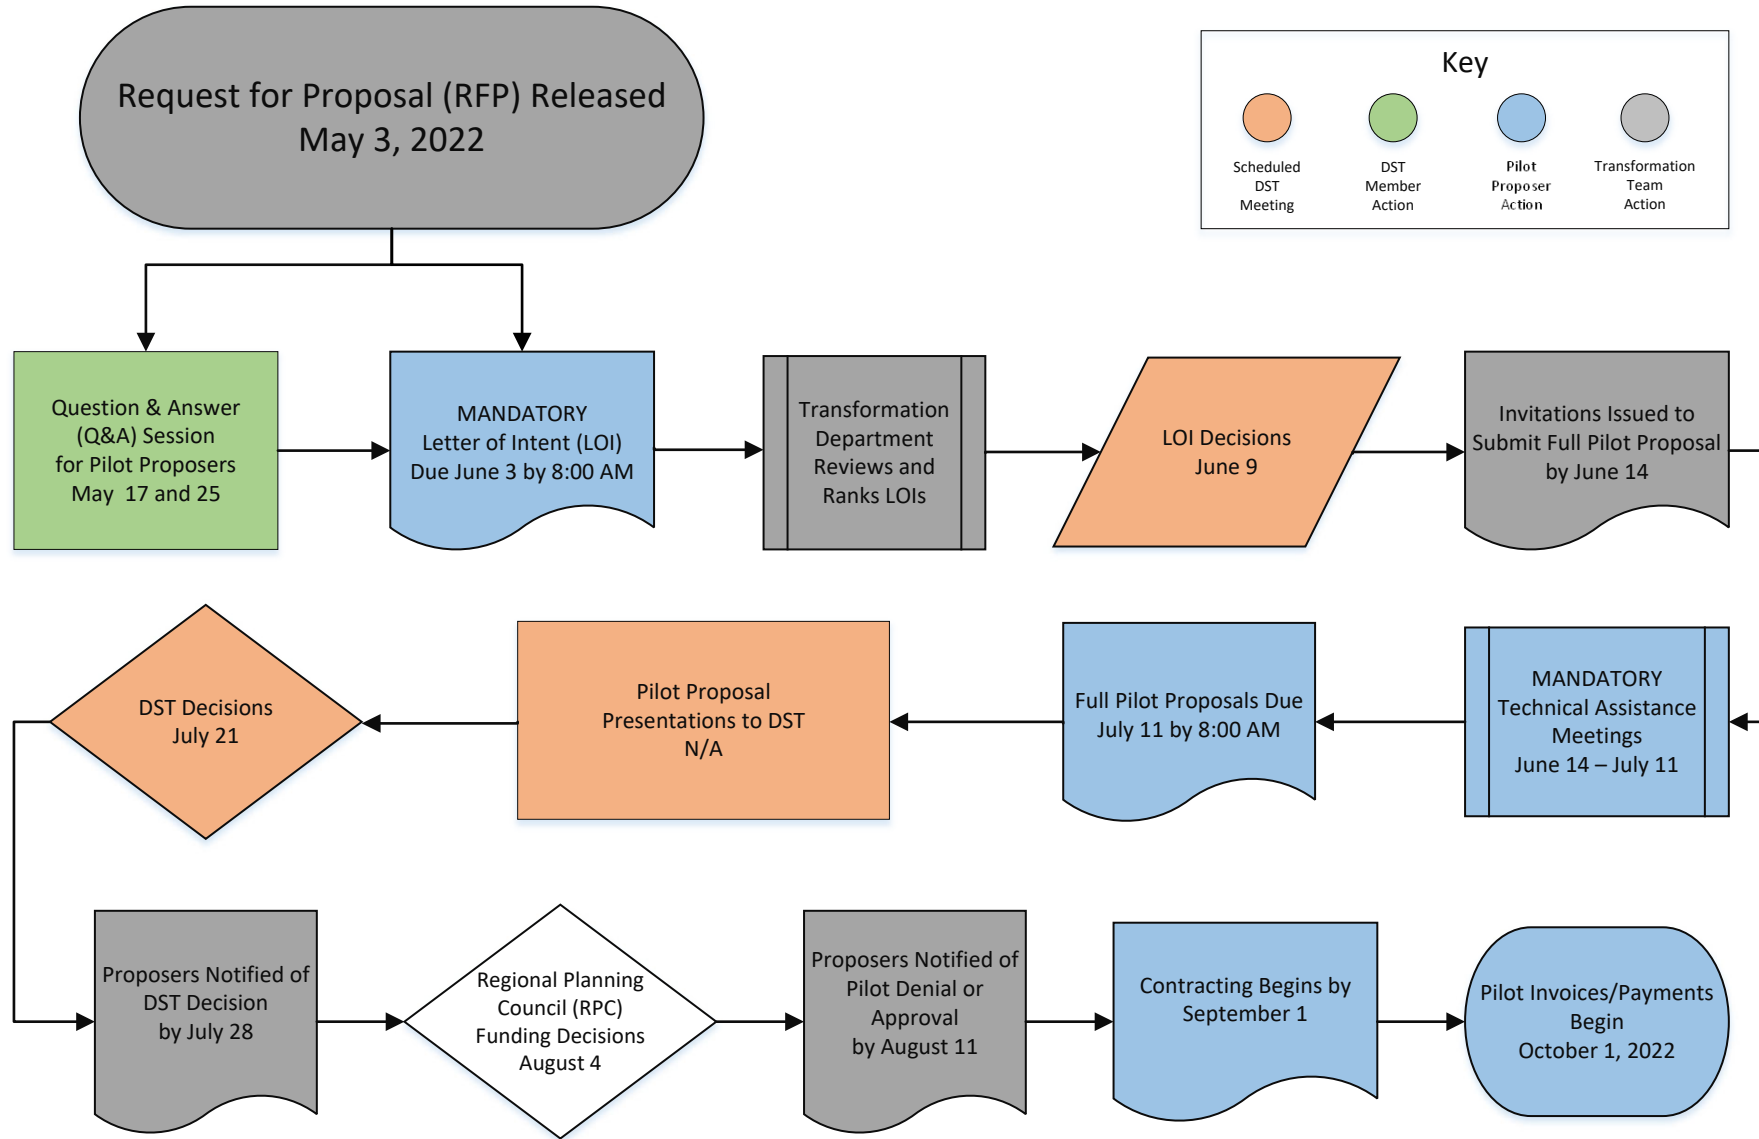 Request for Proposal (RFP) Released
May 3, 2022
Key
Scheduled
DST
Meeting
DST
Member
Action
Pilot
Proposer
Action
Transformation
Team
Action
Question & Answer
(Q&A) Session
for Pilot Proposers
May 17 and 25
MANDATORY
Letter of Intent (LOI)
Due June 3 by 8:00 AM
Transformation
Department
Reviews and
Ranks LOIs
LOI Decisions
June 9
Invitations Issued to
Submit Full Pilot Proposal
by June 14
DST Decisions
July 21
Pilot Proposal
Presentations to DST
N/A
Full Pilot Proposals Due
July 11 by 8:00 AM
MANDATORY
Technical Assistance
Meetings
June 14 – July 11
Proposers Notified of
DST Decision
by July 28
Regional Planning
Council (RPC)
Funding Decisions
August 4
Proposers Notified of
Pilot Denial or
Approval
by August 11
Contracting Begins by
September 1
Pilot Invoices/Payments
Begin
October 1, 2022